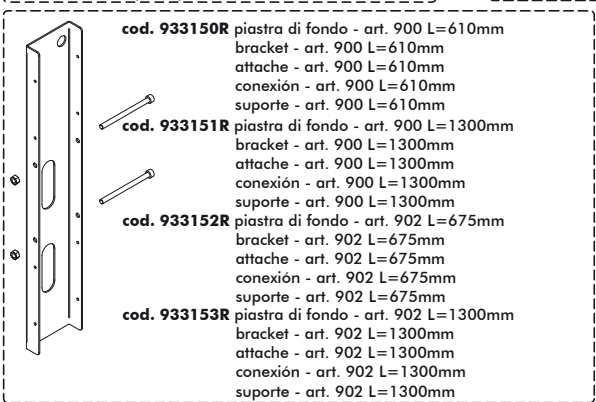 cod. 933150R piastra di fondo - art. 900 L=610mm
bracket - art. 900 L=610mm
attache - art. 900 L=610mm
conexión - art. 900 L=610mm
suporte - art. 900 L=610mm
cod. 933151R piastra di fondo - art. 900 L=1300mm
bracket - art. 900 L=1300mm
attache - art. 900 L=1300mm
conexión - art. 900 L=1300mm
suporte - art. 900 L=1300mm
cod. 933152R piastra di fondo - art. 902 L=675mm
bracket - art. 902 L=675mm
attache - art. 902 L=675mm
conexión - art. 902 L=675mm
suporte - art. 902 L=675mm
cod. 933153R piastra di fondo - art. 902 L=1300mm
bracket - art. 902 L=1300mm
attache - art. 902 L=1300mm
conexión - art. 902 L=1300mm
suporte - art. 902 L=1300mm